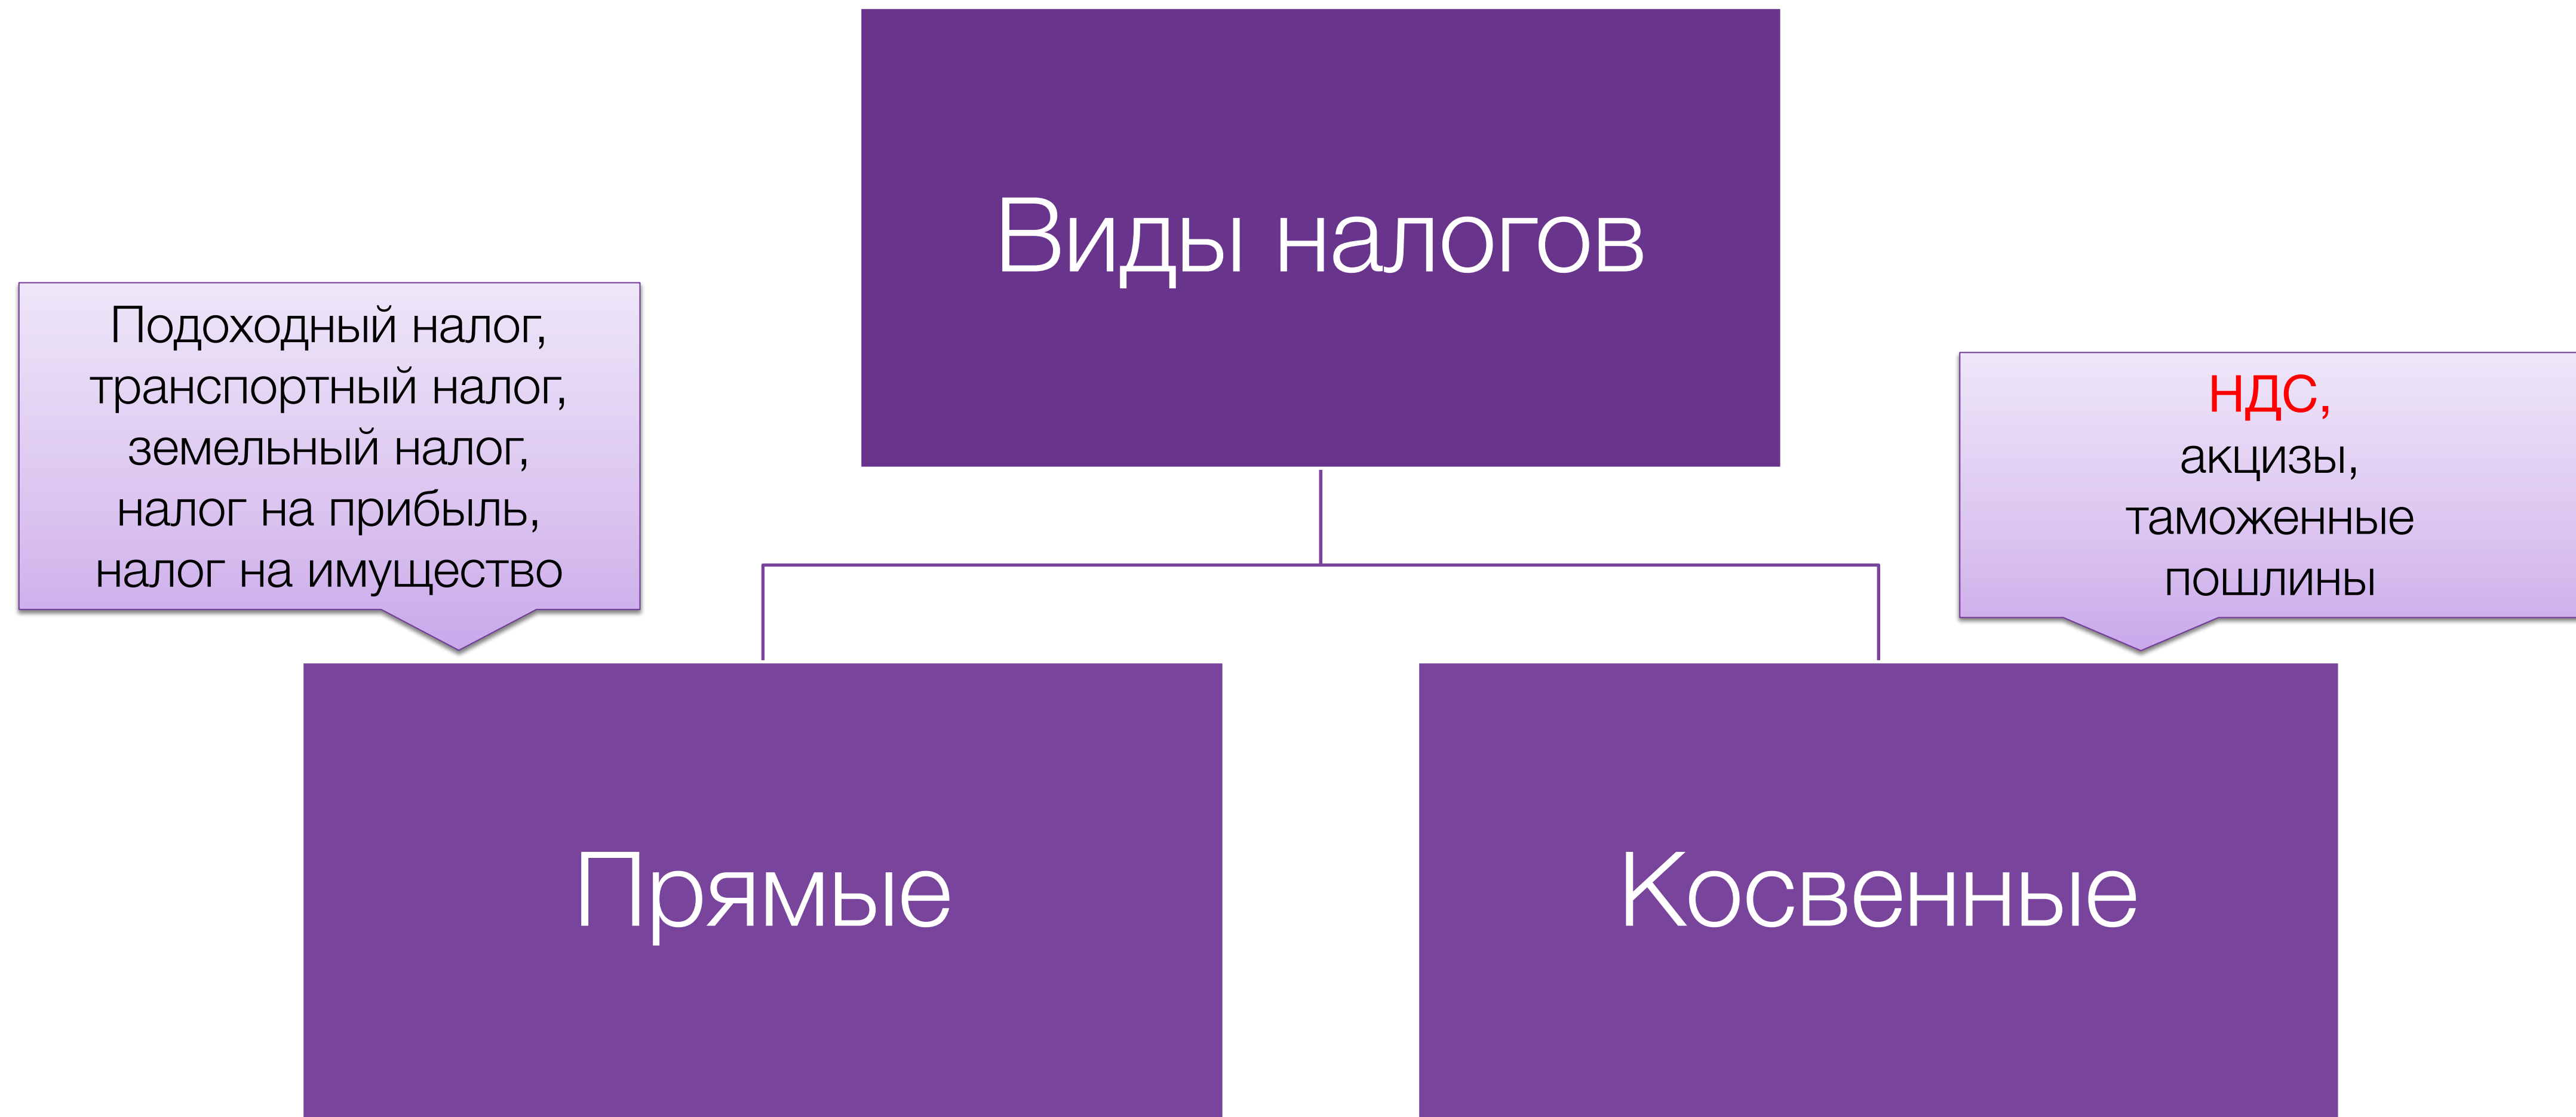 Виды налогов
Подоходный налог,
транспортный налог,
земельный налог,
налог на прибыль,
налог на имущество
НДС,
акцизы,
таможенные
пошлины
Прямые
Косвенные